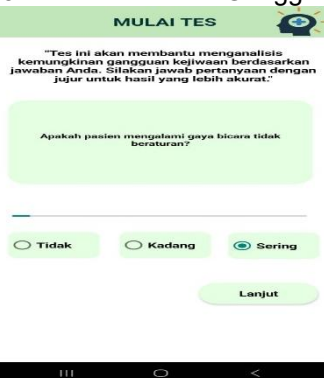 MULAI TES
"Tes ini akan membantu menganalisis
kemungkinan gangguan kejiwaan berdasarkan
jawaban Anda. Silakan jawab pertanyaan dengan
jujur untuk hasil yang lebih akurat."
Apakah pasien mengalami gaya bicara tidak
beraturan?
Tidak
Kadang
Sering
Lanjut